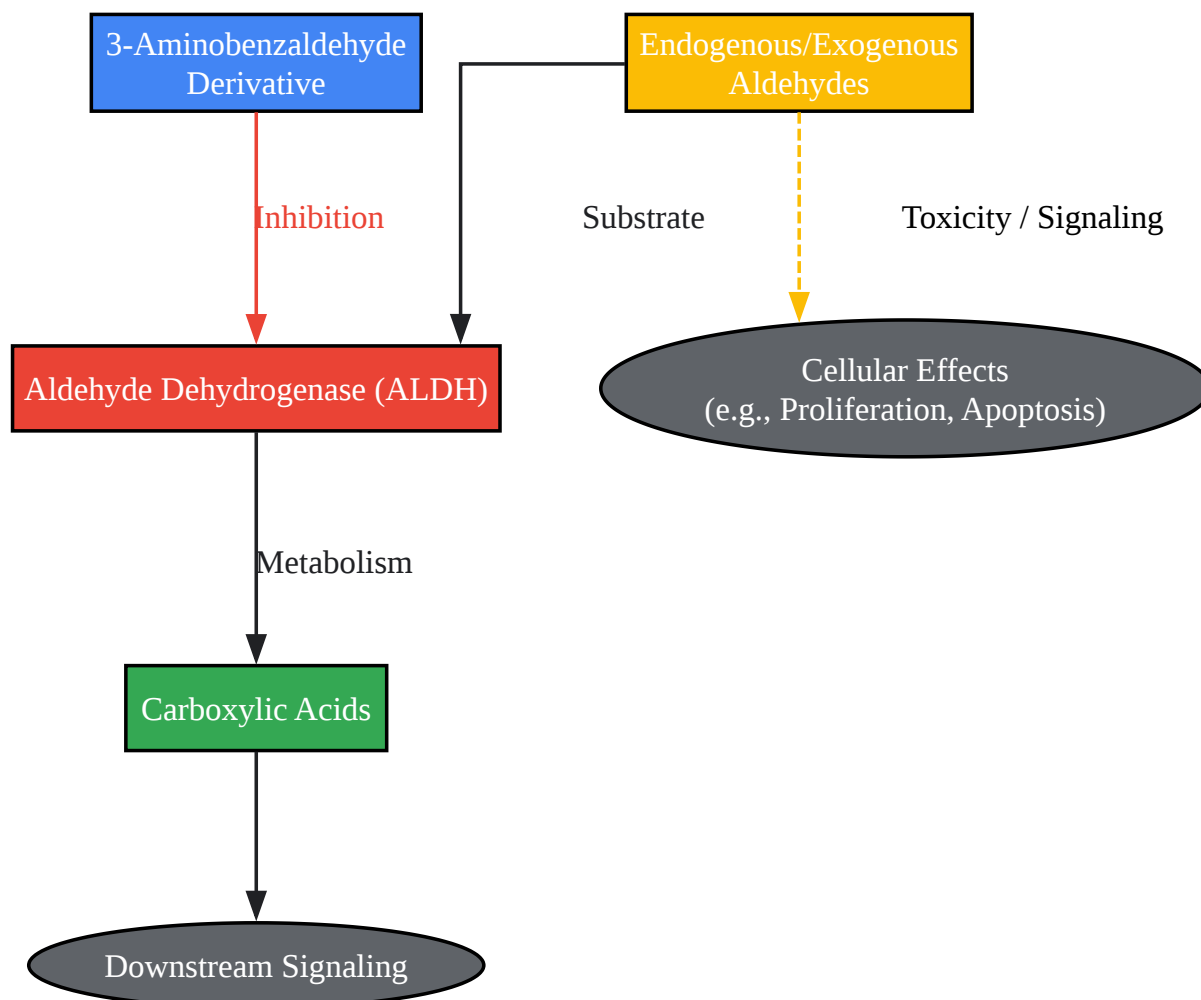 3-Aminobenzaldehyde
Derivative
Endogenous/Exogenous
Aldehydes
Inhibition
Substrate
Toxicity / Signaling
Aldehyde Dehydrogenase (ALDH)
Cellular Effects
(e.g., Proliferation, Apoptosis)
Metabolism
Carboxylic Acids
Downstream Signaling